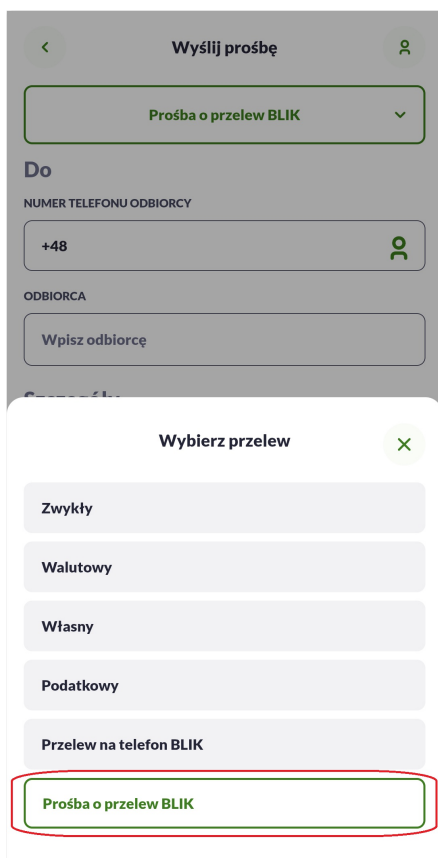 Wyślij prośbę
Prośba o przelew BLIK
Do
NUMER TELEFONU ODBIORCY
+48
ODBIORCA
Wpisz odbiorcę
Wybierz przelew
Zwykły
Walutowy
Własny
Podatkowy
Przelew na telefon BLIK
Prośba o przelew BLIK